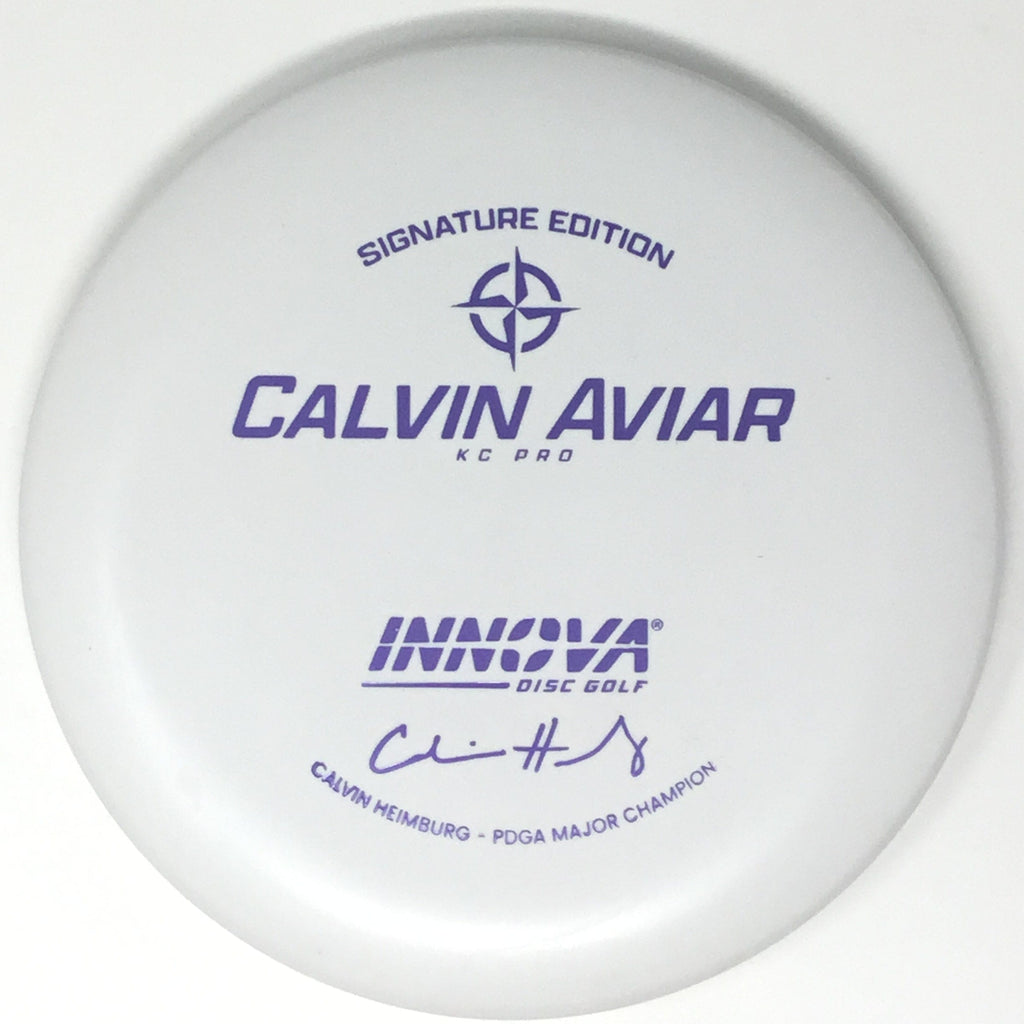 SIGNATURE EDITION
CALVIN AVIAR
KC PRO
INNOVA®
DISC GOLF
CALVIN HEIMBURG - PDGA MAJOR CHAMPION